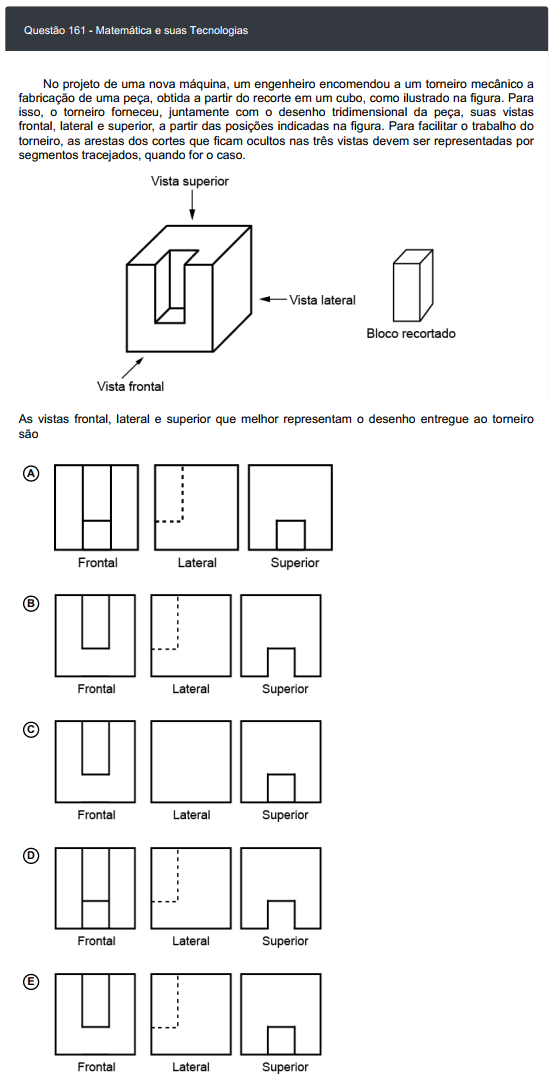 Questão 161 - Matemática e suas Tecnologias
No projeto de uma nova máquina, um engenheiro encomendou a um torneiro mecânico a
fabricação de uma peça, obtida a partir do recorte em um cubo, como ilustrado na figura. Para
isso, o torneiro forneceu, juntamente com o desenho tridimensional da peça, suas vistas
frontal, lateral e superior, a partir das posições indicadas na figura. Para facilitar o trabalho do
torneiro, as arestas dos cortes que ficam ocultos nas três vistas devem ser representadas por
segmentos tracejados, quando for o caso.
Vista superior
Vista lateral
Bloco recortado
Vista frontal
As vistas frontal, lateral e superior que melhor representam o desenho entregue ao torneiro
são
A
Frontal Lateral Superior
B
Frontal Lateral Superior
C
Frontal Lateral Superior
D
Frontal Lateral Superior
E
Frontal Lateral Superior